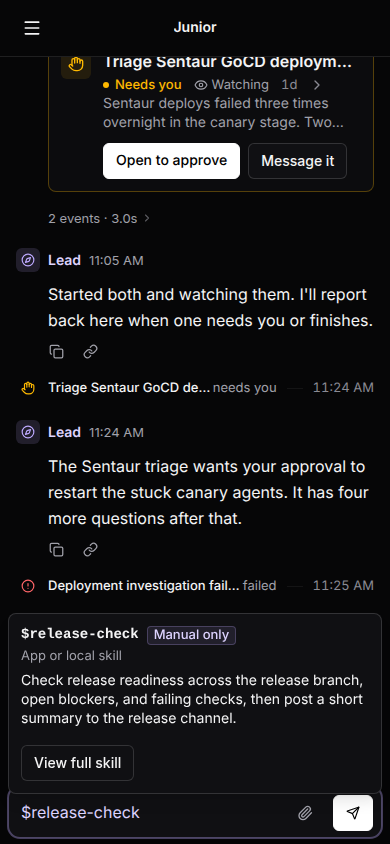 Junior
Triage Sentaur GoCD deploym...
Needs you Watching 1d
Sentaur deploys failed three times
overnight in the canary stage. Two...
Open to approve Message it
2 events · 3.0s
Lead 11:05 AM
Started both and watching them. I'll report
back here when one needs you or finishes.
Triage Sentaur GoCD de... needs you 11:24 AM
Lead 11:24 AM
The Sentaur triage wants your approval to
restart the stuck canary agents. It has four
more questions after that.
Deployment investigation fail... failed 11:25 AM
$release-check Manual only
App or local skill
Check release readiness across the release branch,
open blockers, and failing checks, then post a short
summary to the release channel.
View full skill
$release-check